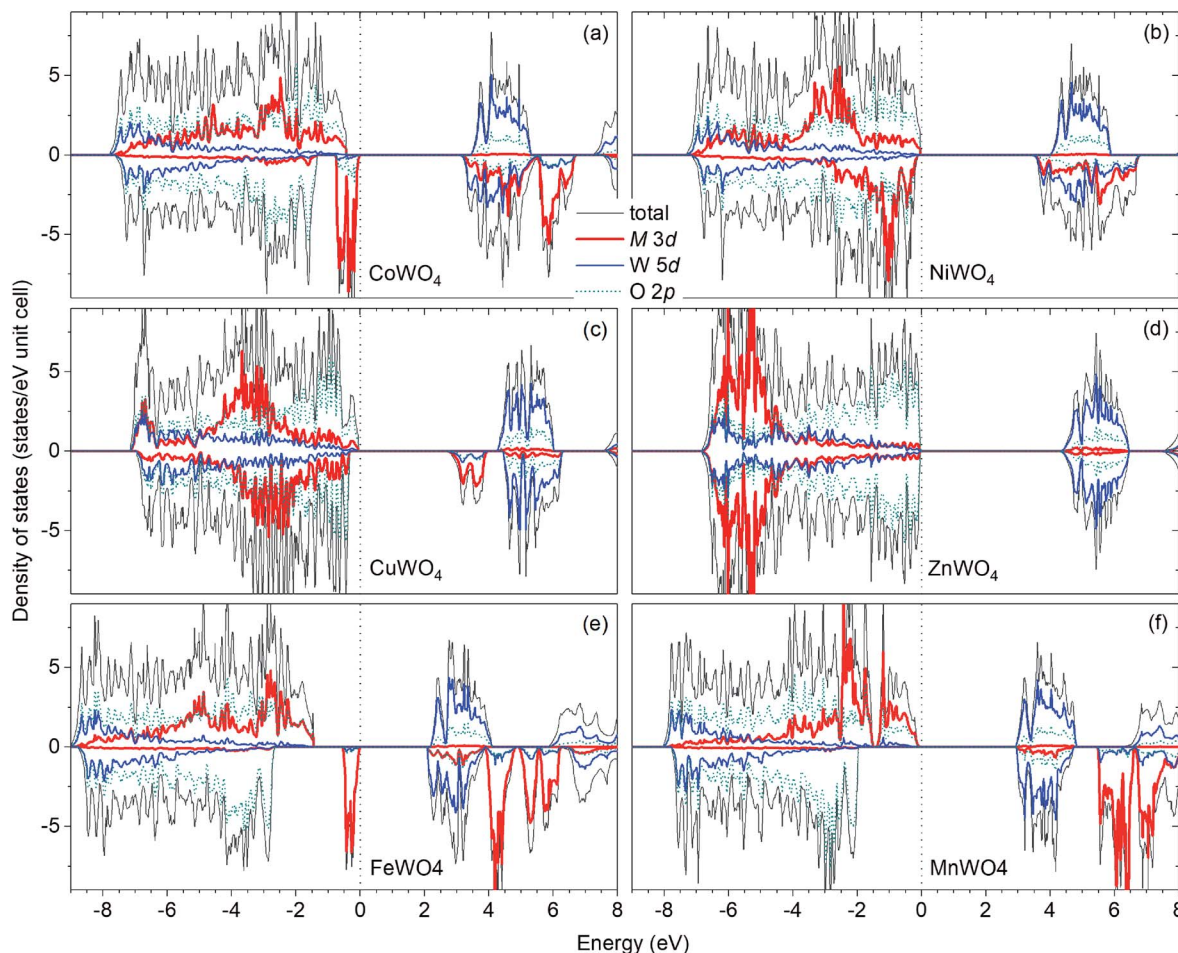 (a)
5
0
-5
CoWO4
(b)
NiWO4
total
M 3d
W 5d
O 2p
(c)
5
0
-5
CuWO4
(d)
ZnWO4
(e)
5
0
-5
FeWO4
(f)
MnWO4
-8 -6 -4 -2 0 2 4 6 8
-8 -6 -4 -2 0 2 4 6 8
Density of states (states/eV unit cell)
Energy (eV)